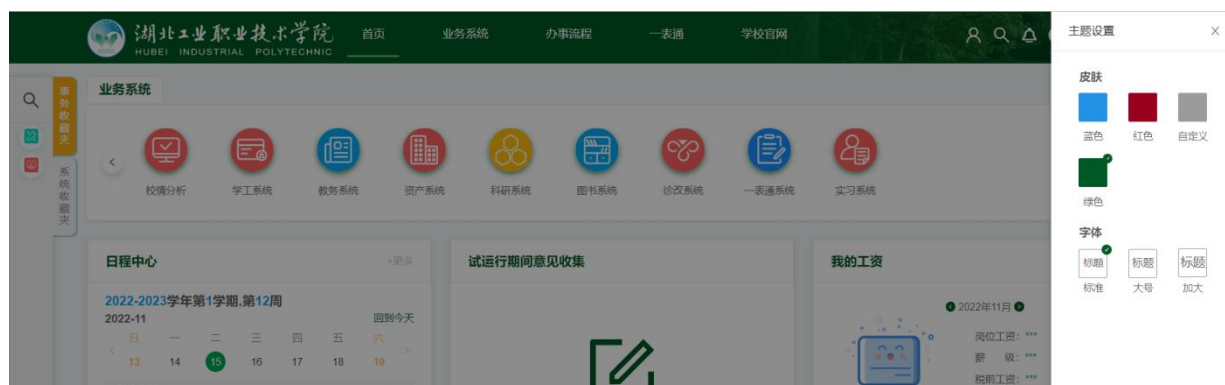 湖北工业职业技术学院
HUBEI INDUSTRIAL POLYTECHNIC
首页 业务系统 办事流程 一表通 学校官网
主题设置
事务收藏夹
系统收藏夹
业务系统
校情分析 学工系统 教务系统 资产系统 科研系统 图书系统 诊改系统 一表通系统 实习系统
日程中心 +更多
2022-2023学年第1学期,第12周
2022-11 回到今天
日 一 二 三 四 五 六
13 14 15 16 17 18 19
试运行期间意见收集
我的工资
2022年11月
岗位工资: ***
薪 级: ***
税前工资: ***
皮肤
蓝色 红色 自定义
绿色
字体
标题 标题 标题
标准 大号 加大